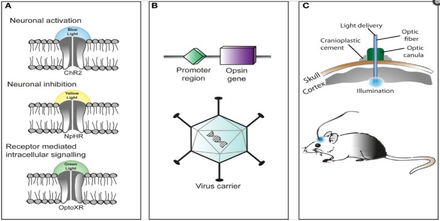 A
Neuronal activation
Blue
Light
ChR2
Neuronal inhibition
Yellow
Light
NpHR
Receptor mediated
intracellular signalling
Green
Light
OptoXR
B
Promoter
region
Opsin
gene
Virus carrier
C
Light delivery
Optic
fiber
Cranioplastic
cement
Optic
canula
Skull
Cortex
Illumination